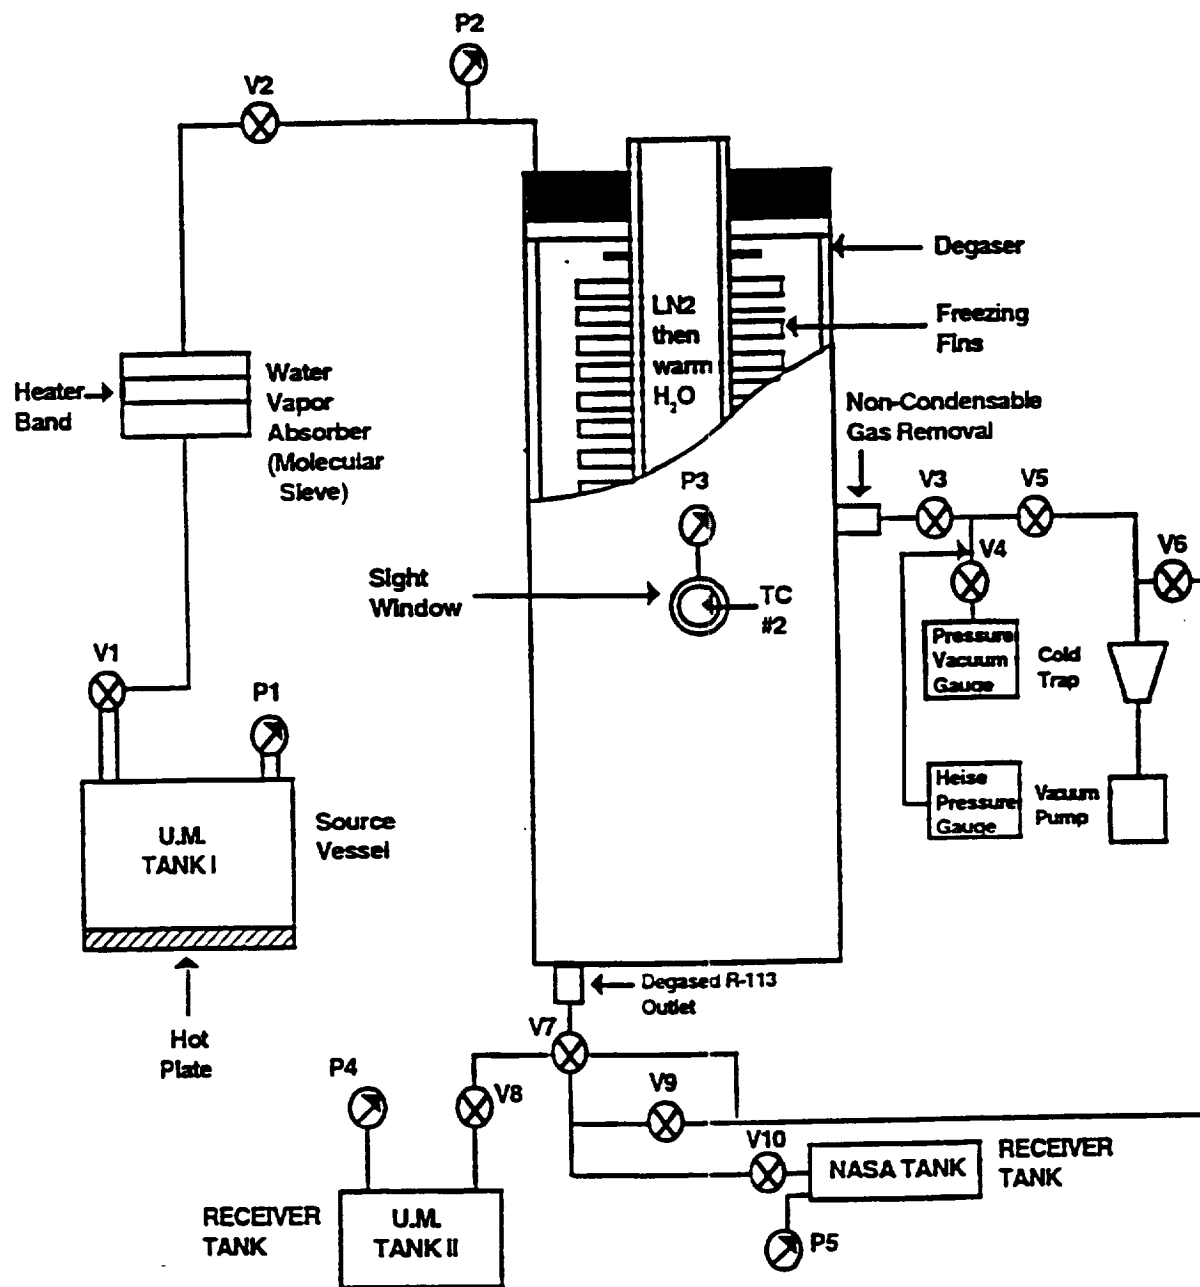 P2
V2
Degaser
LN2
then
warm
H₂O
Freezing
Fins
Heater
Band
Water
Vapor
Absorber
(Molecular
Sieve)
Non-Condensable
Gas Removal
P3
V3
V5
V4
V6
Sight
Window
TC
#2
Pressure
Vacuum
Gauge
Cold
Trap
V1
P1
Heise
Pressure
Gauge
Vacuum
Pump
U.M.
TANK I
Source
Vessel
Degased R-113
Outlet
Hot
Plate
V7
P4
V8
V9
V10
NASA TANK
RECEIVER
TANK
RECEIVER
TANK
U.M.
TANK II
P5